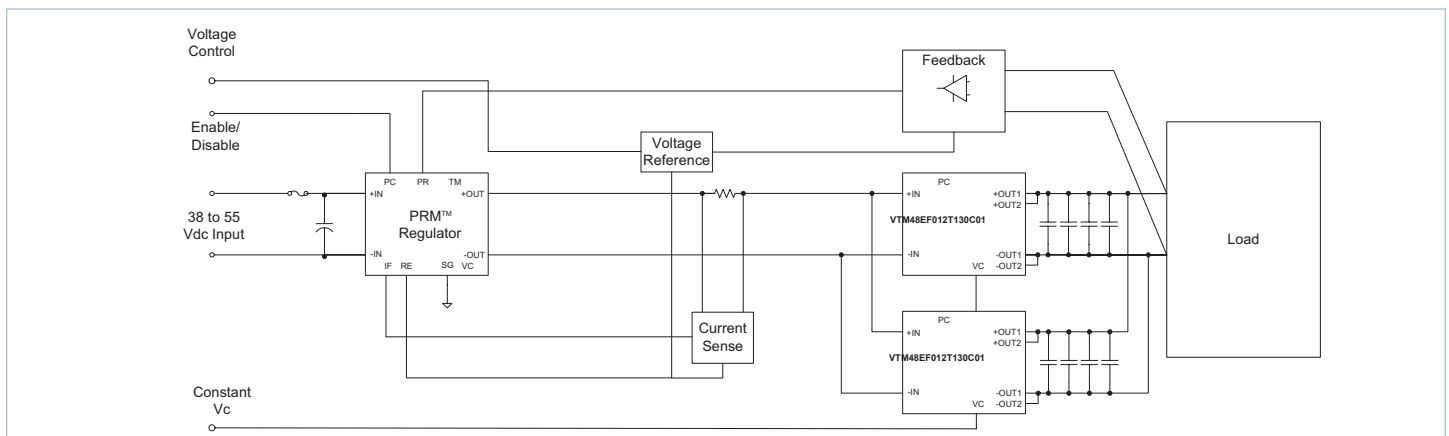 Voltage
Control
Enable/
Disable
38 to 55
Vdc Input
Constant
Vc
PC PR TM
+IN +OUT
PRM™
Regulator
-IN -OUT
IF RE SG VC
Voltage
Reference
Feedback
Current
Sense
PC
+IN +OUT1
+OUT2
VTM48EF012T130C01
-IN -OUT1
VC -OUT2
PC
+IN +OUT1
+OUT2
VTM48EF012T130C01
-IN -OUT1
VC -OUT2
Load